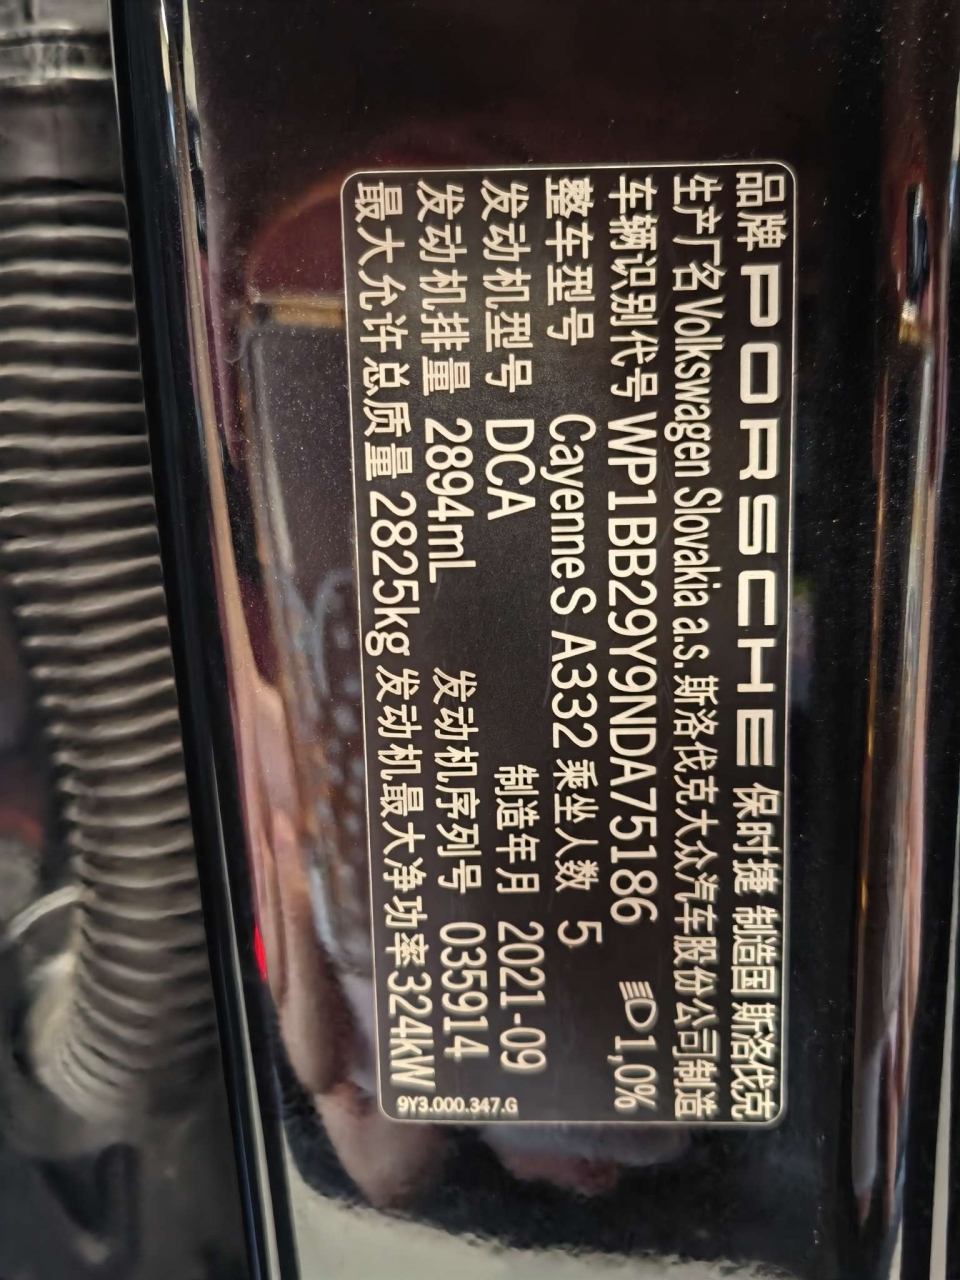 品牌 PORSCHE 保时捷 制造国 斯洛伐克
生产厂名 Volkswagen Slovakia a.s. 斯洛伐克大众汽车股份公司制造
车辆识别代号 WP1BB29Y9NDA75186 1,0%
整车型号 Cayenne S A332 乘坐人数 5
发动机型号 DCA 制造年月 2021-09
发动机排量 2894mL 发动机序列号 035914
最大允许总质量 2825kg 发动机最大净功率 324kW
9Y3.000.347.G